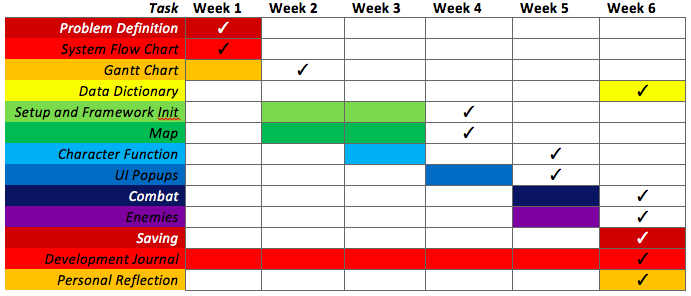 Task Week 1 Week 2 Week 3 Week 4 Week 5 Week 6
Problem Definition ✓
System Flow Chart ✓
Gantt Chart ✓
Data Dictionary ✓
Setup and Framework Init ✓
Map ✓
Character Function ✓
UI Popups ✓
Combat ✓
Enemies ✓
Saving ✓
Development Journal ✓
Personal Reflection ✓